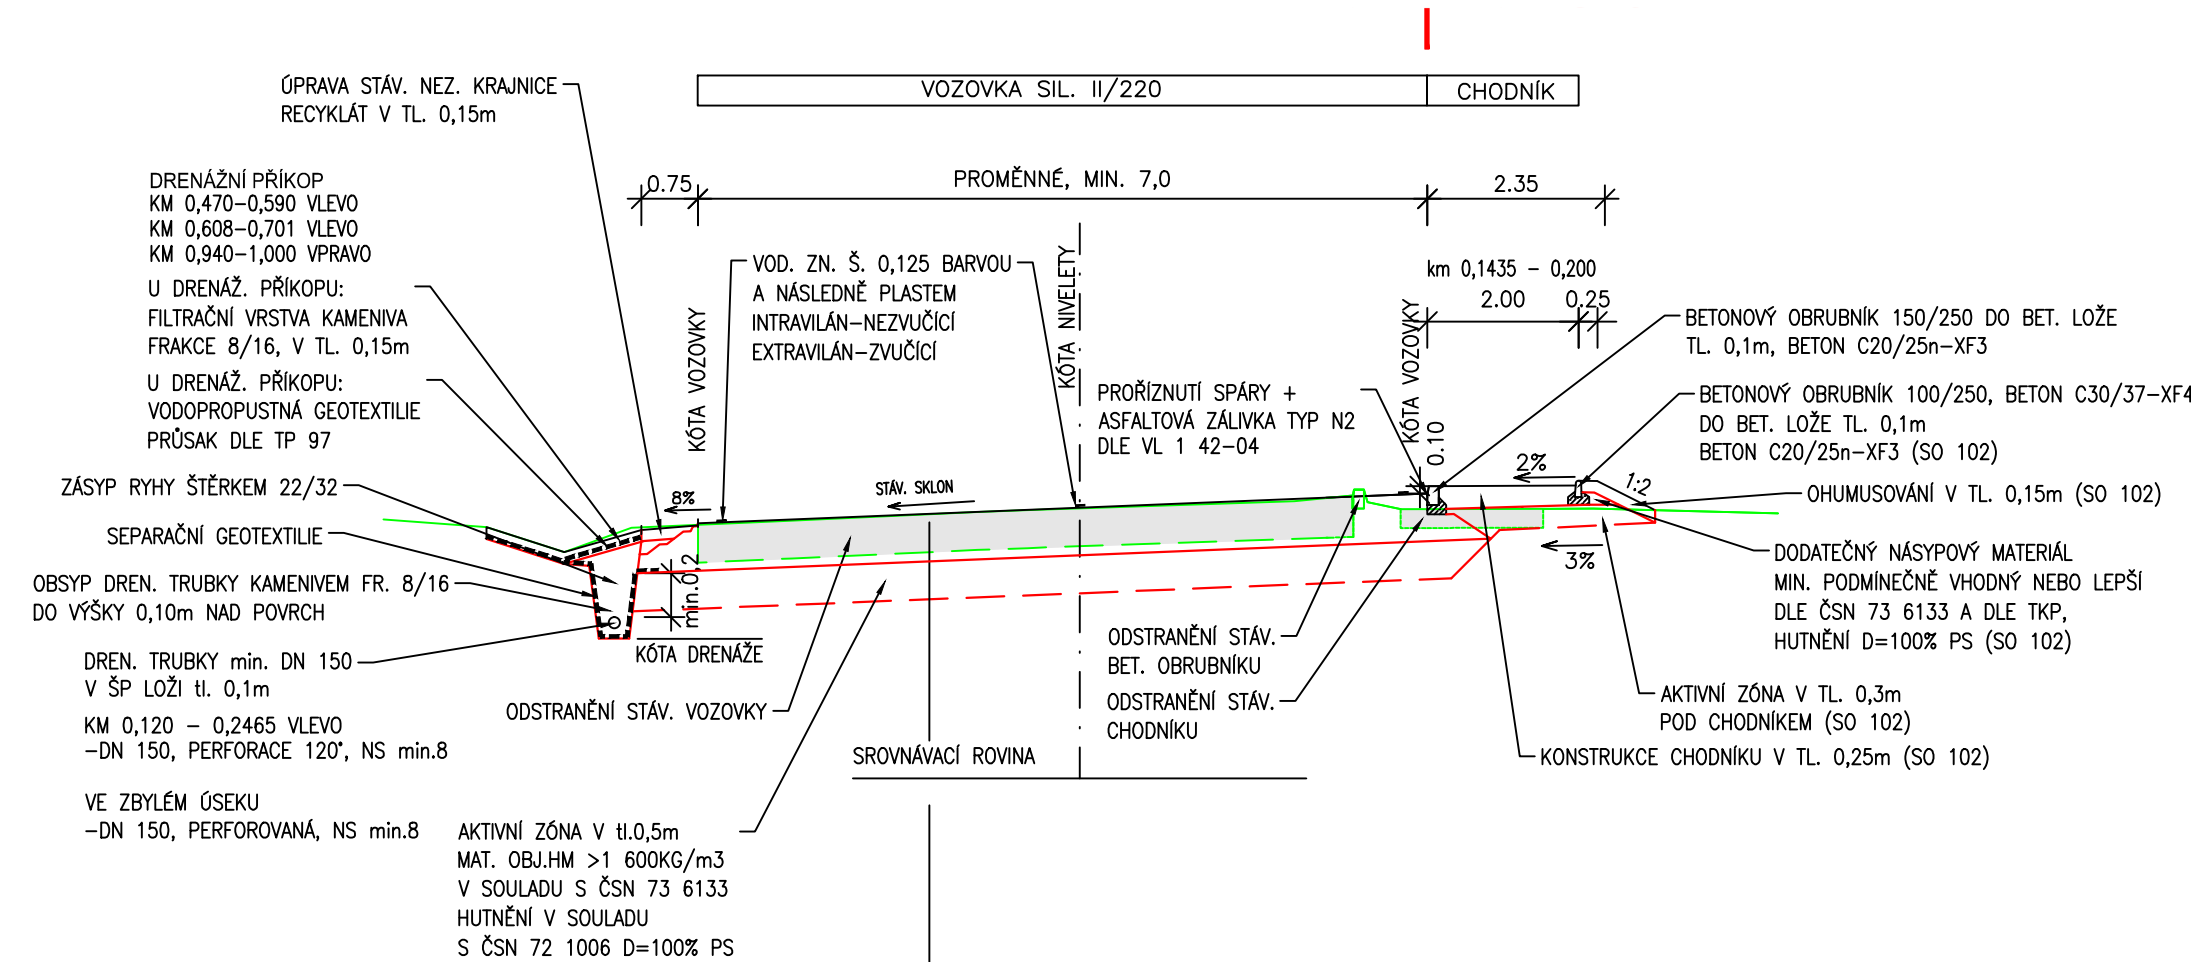 ÚPRAVA STÁV. NEZ. KRAJNICE
RECYKLÁT V TL. 0,15m
VOZOVKA SIL. II/220
CHODNÍK
DRENÁŽNÍ PŘÍKOP
KM 0,470-0,590 VLEVO
KM 0,608-0,701 VLEVO
KM 0,940-1,000 VPRAVO
0.75
PROMĚNNÉ, MIN. 7,0
2.35
U DRENÁŽ. PŘÍKOPU:
FILTRAČNÍ VRSTVA KAMENIVA
FRAKCE 8/16, V TL. 0,15m
U DRENÁŽ. PŘÍKOPU:
VODOPROPUSTNÁ GEOTEXTILIE
PRŮSAK DLE TP 97
ZÁSYP RYHY ŠTĚRKEM 22/32
SEPARAČNÍ GEOTEXTILIE
OBSYP DREN. TRUBKY KAMENIVEM FR. 8/16
DO VÝŠKY 0,10m NAD POVRCH
DREN. TRUBKY min. DN 150
V ŠP LOŽI tl. 0,1m
KM 0,120 - 0,2465 VLEVO
-DN 150, PERFORACE 120°, NS min.8
VE ZBYLÉM ÚSEKU
-DN 150, PERFOROVANÁ, NS min.8
KÓTA VOZOVKY
VOD. ZN. Š. 0,125 BARVOU
A NÁSLEDNĚ PLASTEM
INTRAVILÁN-NEZVUČÍCÍ
EXTRAVILÁN-ZVUČÍCÍ
KÓTA NIVELETY
8%
STÁV. SKLON
min.0,2
KÓTA DRENÁŽE
ODSTRANĚNÍ STÁV. VOZOVKY
SROVNÁVACÍ ROVINA
AKTIVNÍ ZÓNA V tl.0,5m
MAT. OBJ.HM >1 600KG/m3
V SOULADU S ČSN 73 6133
HUTNĚNÍ V SOULADU
S ČSN 72 1006 D=100% PS
PROŘÍZNUTÍ SPÁRY +
ASFALTOVÁ ZÁLIVKA TYP N2
DLE VL 1 42-04
KÓTA VOZOVKY
0.10
km 0,1435 - 0,200
2.00
0.25
2%
1:2
3%
BETONOVÝ OBRUBNÍK 150/250 DO BET. LOŽE
TL. 0,1m, BETON C20/25n-XF3
BETONOVÝ OBRUBNÍK 100/250, BETON C30/37-XF4
DO BET. LOŽE TL. 0,1m
BETON C20/25n-XF3 (SO 102)
OHUMUSOVÁNÍ V TL. 0,15m (SO 102)
DODATEČNÝ NÁSYPOVÝ MATERIÁL
MIN. PODMÍNEČNĚ VHODNÝ NEBO LEPŠÍ
DLE ČSN 73 6133 A DLE TKP,
HUTNĚNÍ D=100% PS (SO 102)
ODSTRANĚNÍ STÁV.
BET. OBRUBNÍKU
ODSTRANĚNÍ STÁV.
CHODNÍKU
AKTIVNÍ ZÓNA V TL. 0,3m
POD CHODNÍKEM (SO 102)
KONSTRUKCE CHODNÍKU V TL. 0,25m (SO 102)